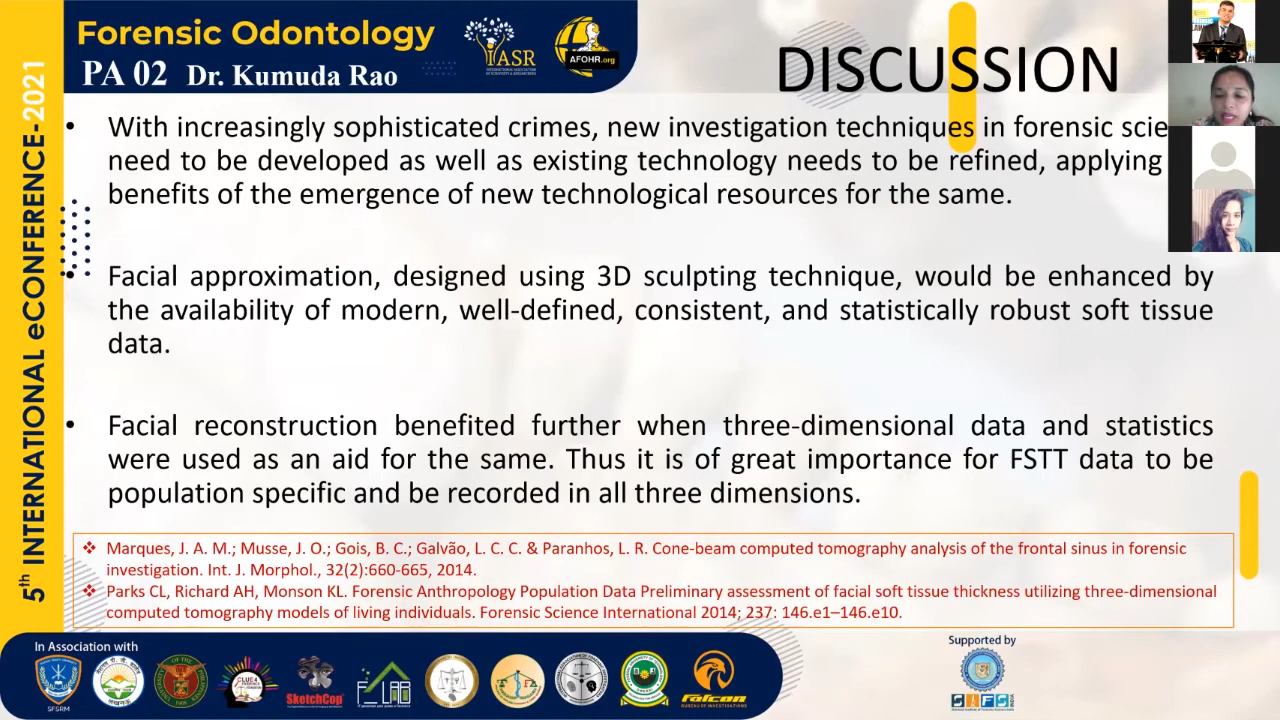 5th INTERNATIONAL eCONFERENCE-2021
Forensic Odontology
PA 02 Dr. Kumuda Rao
IASR
AFOHR.org
DISCUSSION
• With increasingly sophisticated crimes, new investigation techniques in forensic scie
need to be developed as well as existing technology needs to be refined, applying
benefits of the emergence of new technological resources for the same.
• Facial approximation, designed using 3D sculpting technique, would be enhanced by
the availability of modern, well-defined, consistent, and statistically robust soft tissue
data.
• Facial reconstruction benefited further when three-dimensional data and statistics
were used as an aid for the same. Thus it is of great importance for FSTT data to be
population specific and be recorded in all three dimensions.
❖ Marques, J. A. M.; Musse, J. O.; Gois, B. C.; Galvão, L. C. C. & Paranhos, L. R. Cone-beam computed tomography analysis of the frontal sinus in forensic
investigation. Int. J. Morphol., 32(2):660-665, 2014.
❖ Parks CL, Richard AH, Monson KL. Forensic Anthropology Population Data Preliminary assessment of facial soft tissue thickness utilizing three-dimensional
computed tomography models of living individuals. Forensic Science International 2014; 237: 146.e1–146.e10.
In Association with
SFSRM
CLUE4
SketchCop
F-LAB
FALCON
BUREAU OF INVESTIGATIONS
Supported by
SIFS
INDIA